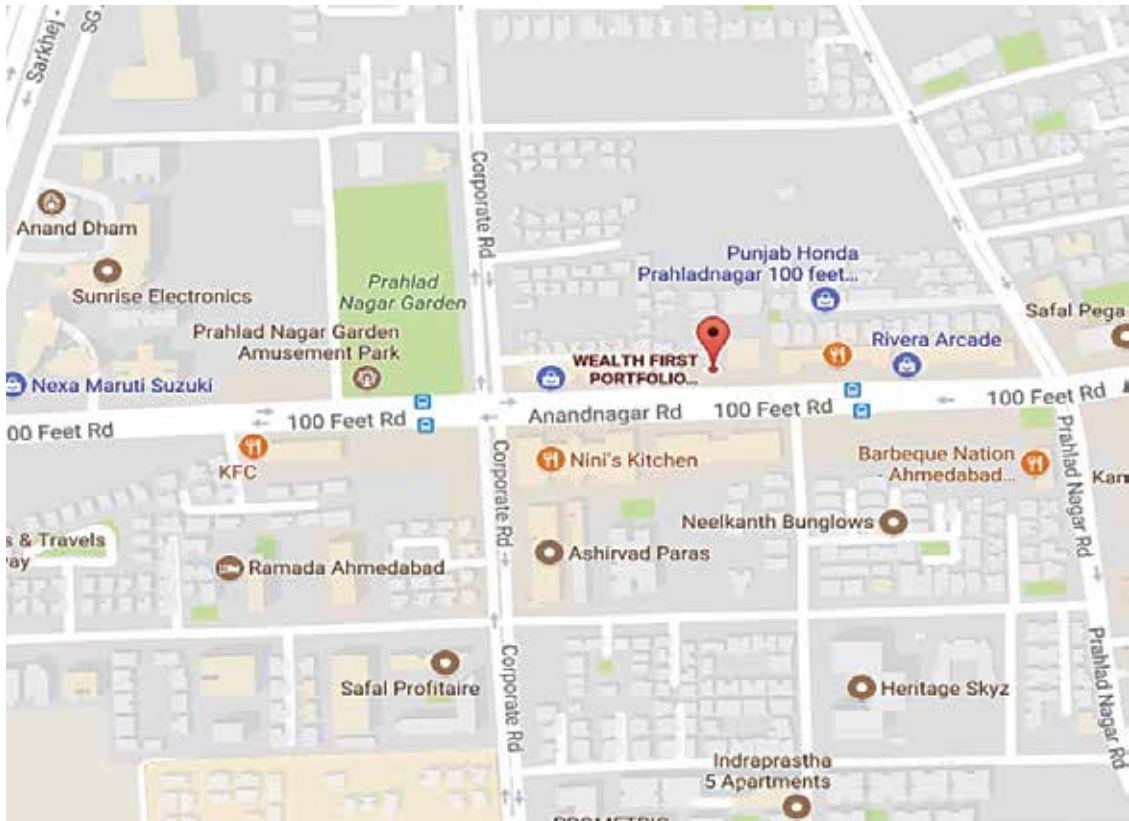 Sarkhej -
SG
Corporate Rd
Anand Dham
Sunrise Electronics
Prahlad
Nagar Garden
Punjab Honda
Prahladnagar 100 feet...
Safal Pega
Prahlad Nagar Garden
Amusement Park
WEALTH FIRST
PORTFOLIO...
Rivera Arcade
Nexa Maruti Suzuki
00 Feet Rd
100 Feet Rd
Anandnagar Rd
100 Feet Rd
100 Feet Rd
KFC
Corporate Rd
Nini's Kitchen
Barbeque Nation
- Ahmedabad...
Prahlad Nagar Rd
Neelkanth Bunglows
s & Travels
Ramada Ahmedabad
Ashirvad Paras
Safal Profitaire
Corporate Rd
Heritage Skyz
Prahlad Nagar Rd
Indraprastha
5 Apartments